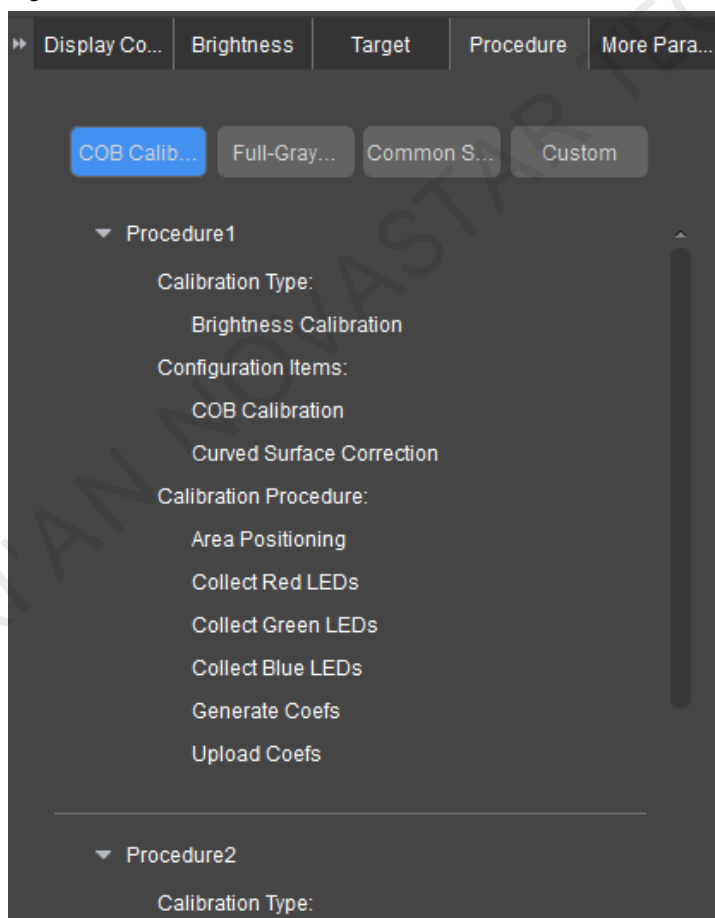 Display Co... Brightness Target Procedure More Para...
COB Calib... Full-Gray... Common S... Custom
Procedure1
Calibration Type:
Brightness Calibration
Configuration Items:
COB Calibration
Curved Surface Correction
Calibration Procedure:
Area Positioning
Collect Red LEDs
Collect Green LEDs
Collect Blue LEDs
Generate Coefs
Upload Coefs
Procedure2
Calibration Type: